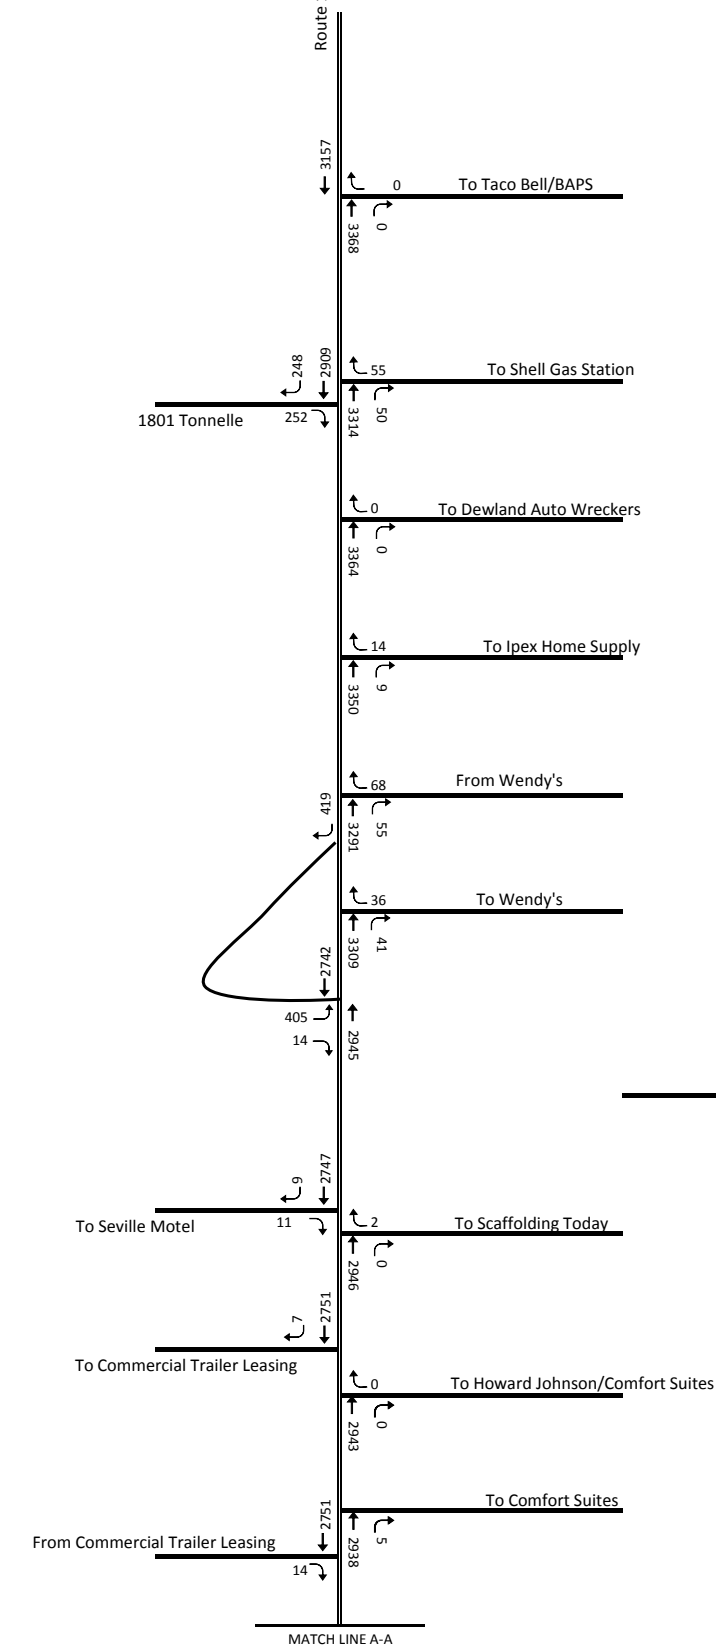 Route
3157
0
To Taco Bell/BAPS
3368
0
248
2909
55
To Shell Gas Station
1801 Tonnelle
252
3314
50
0
To Dewland Auto Wreckers
3364
0
14
To Ipex Home Supply
3350
9
68
From Wendy's
419
3291
55
36
To Wendy's
2742
3309
41
405
14
2945
9
2747
To Seville Motel
11
2
To Scaffolding Today
2946
0
7
2751
To Commercial Trailer Leasing
0
To Howard Johnson/Comfort Suites
2943
0
2751
To Comfort Suites
From Commercial Trailer Leasing
2938
5
14
MATCH LINE A-A